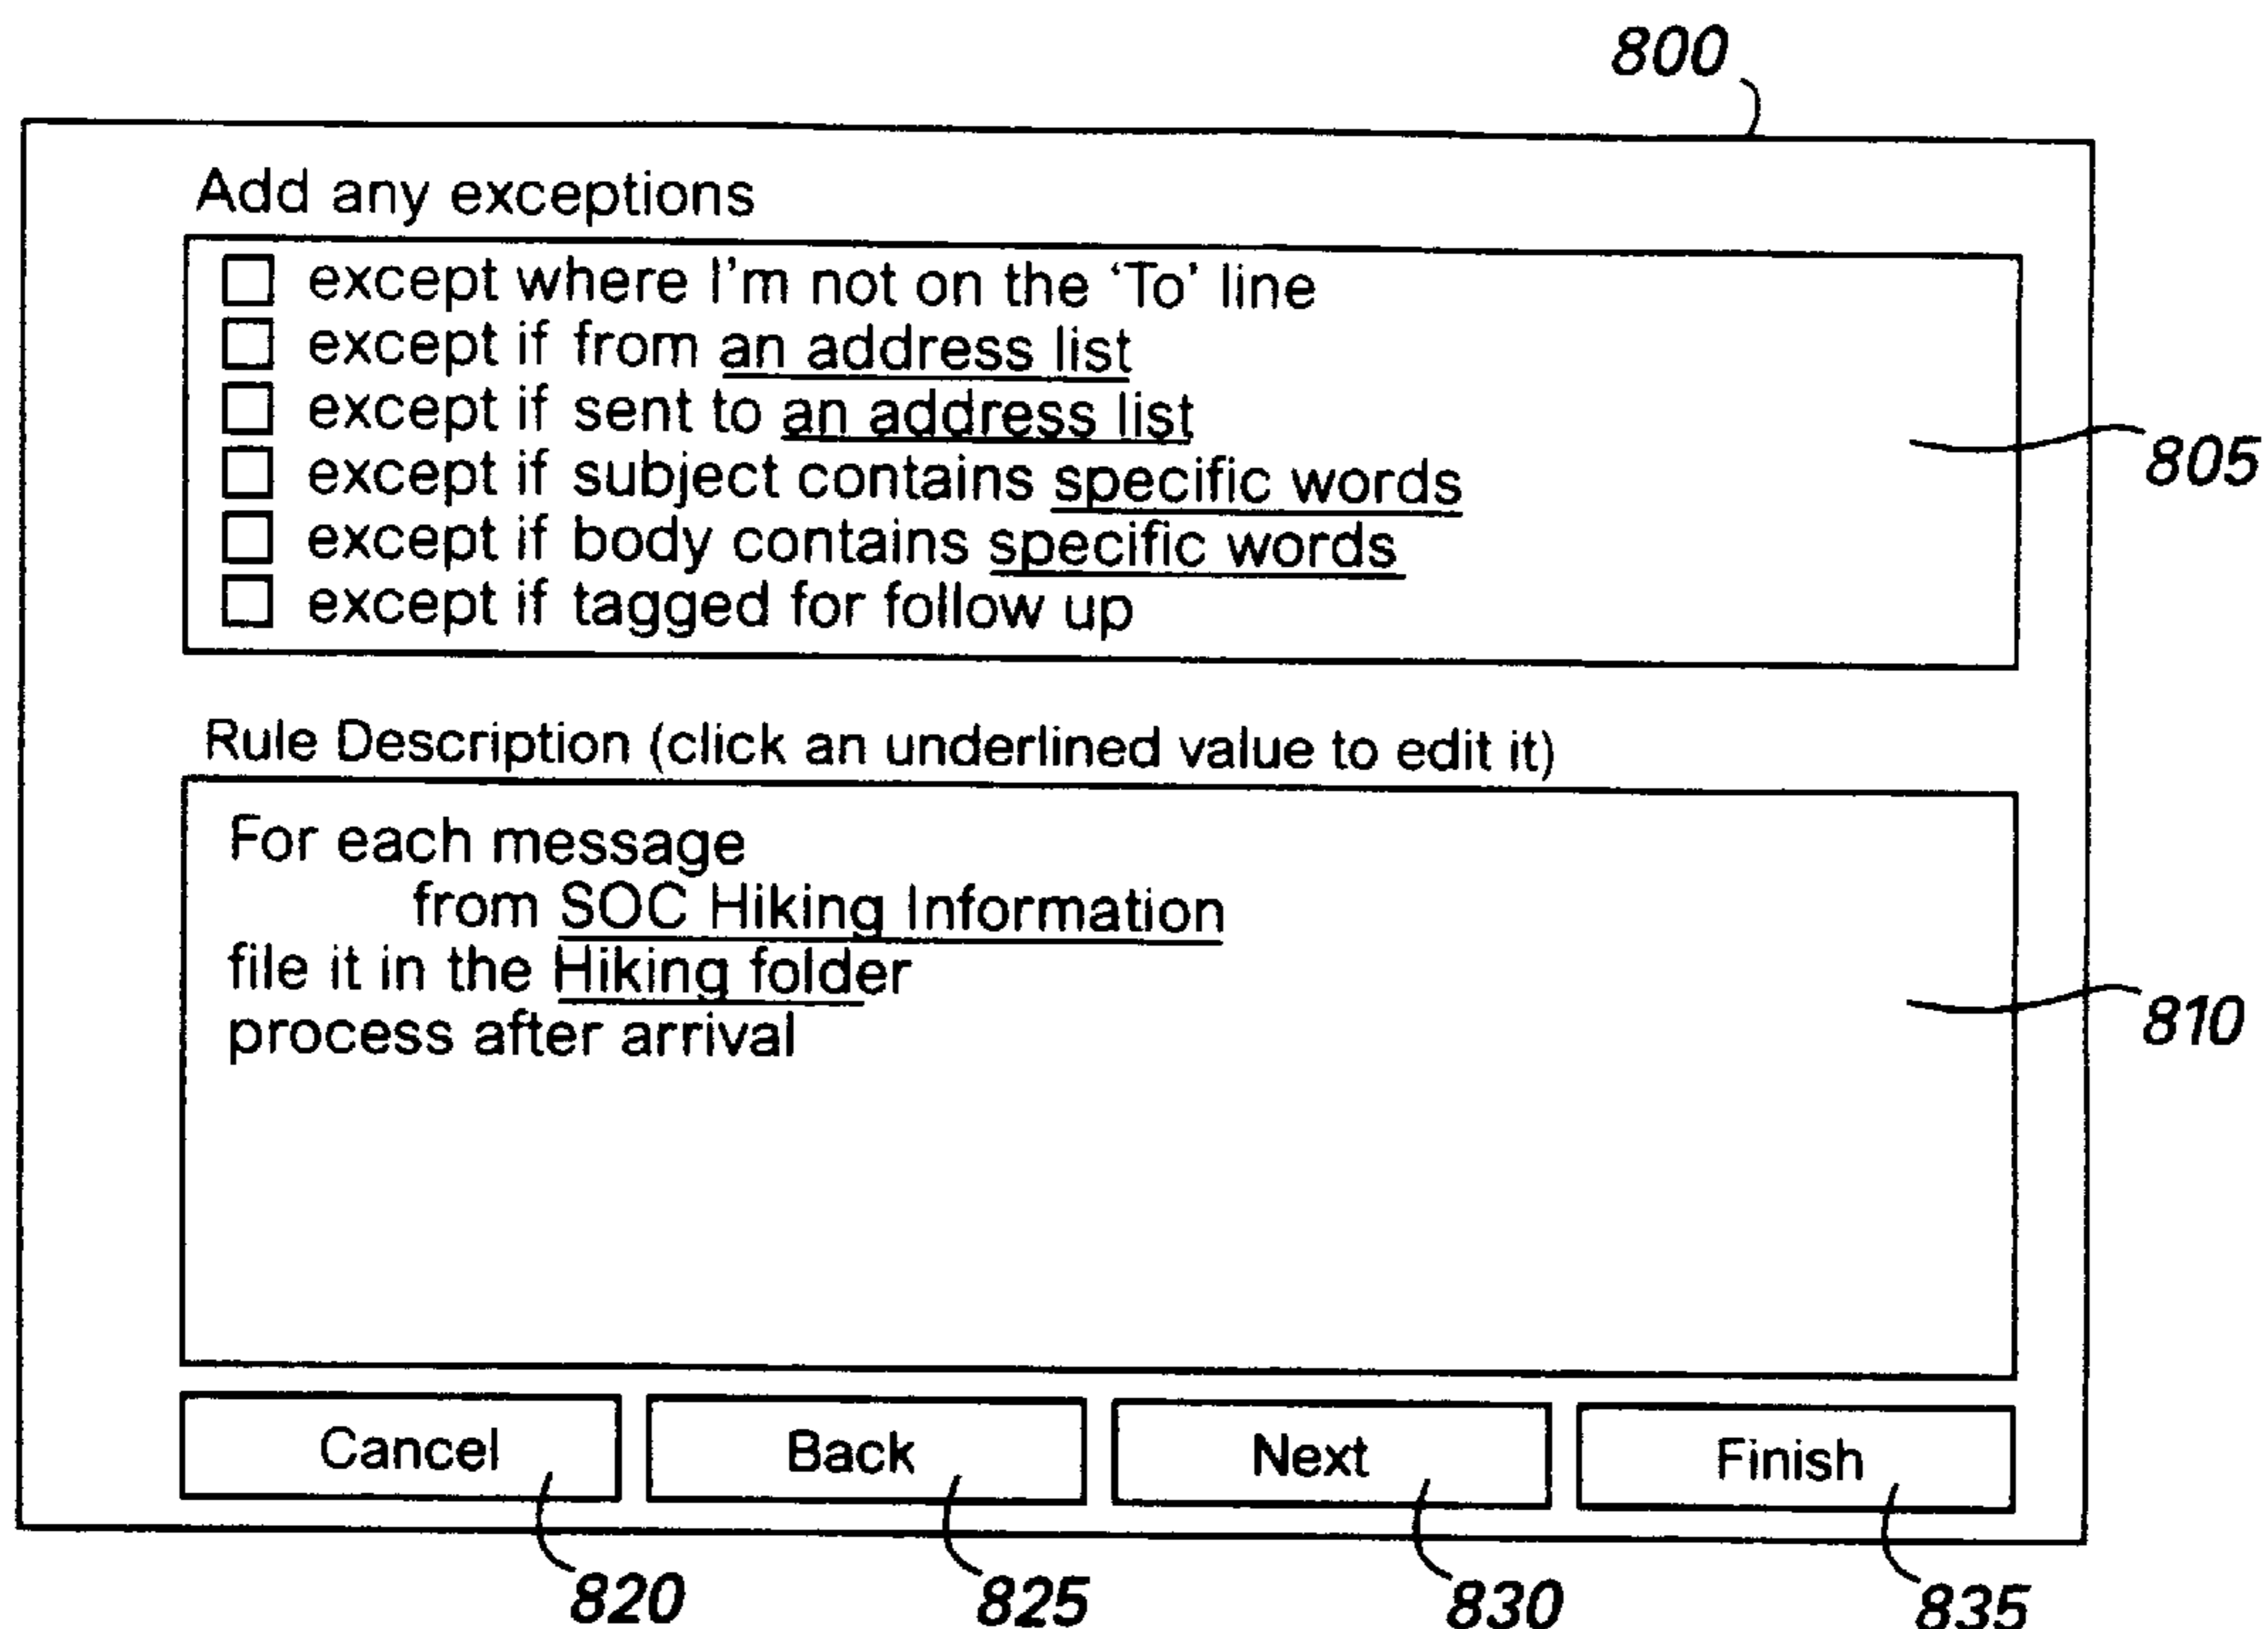 800
Add any exceptions
except where I'm not on the 'To' line
except if from an address list
except if sent to an address list
805
except if subject contains specific words
except if body contains specific words
except if tagged for follow up
Rule Description (click an underlined value to edit it)
For each message
from SOC Hiking Information
file it in the Hiking folder
810
process after arrival
Cancel
Back
Next
Finish
820
825
830
835